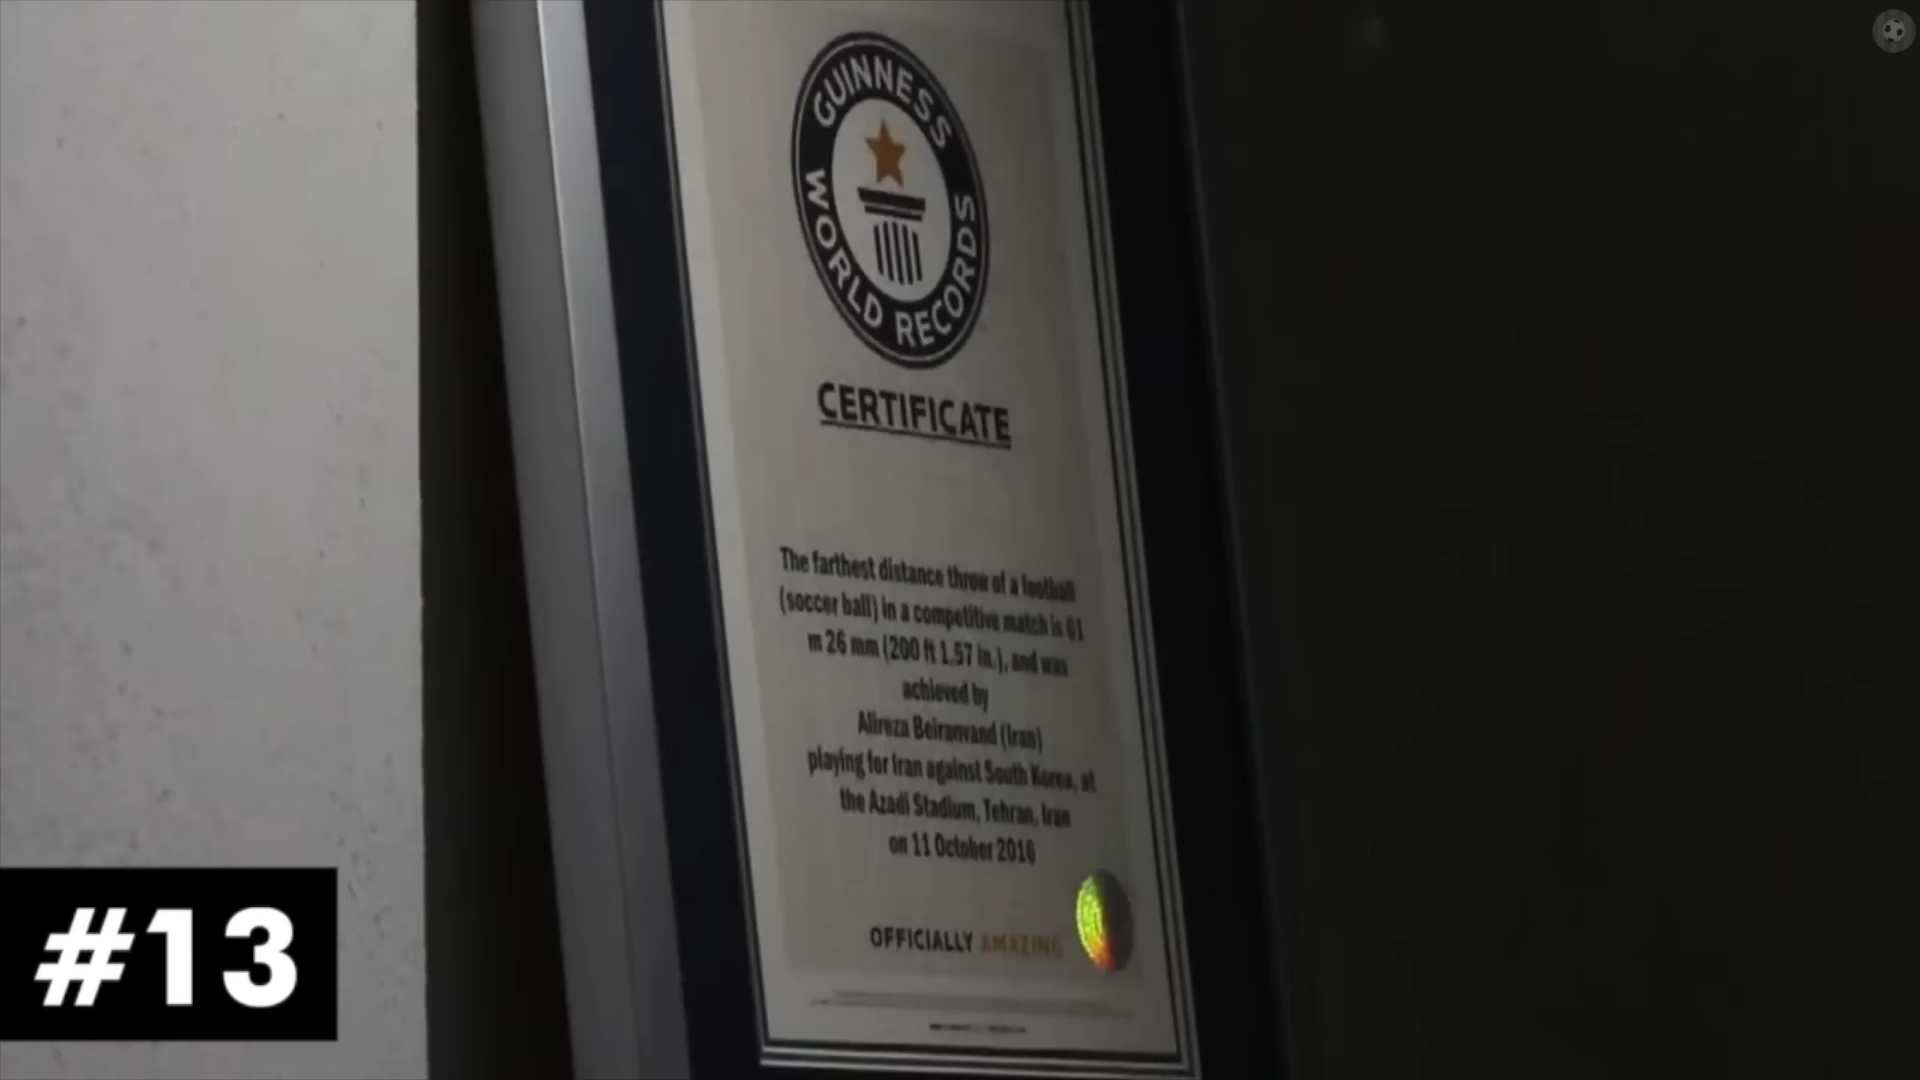 GUINNESS
WORLD RECORDS
CERTIFICATE
The farthest distance throw of a football
(soccer ball) in a competitive match is 61
m 26 mm (200 ft 1.57 in.), and was
achieved by
Alireza Beiranvand (Iran)
playing for Iran against South Korea, at
the Azadi Stadium, Tehran, Iran
on 11 October 2016
OFFICIALLY AMAZING
#13